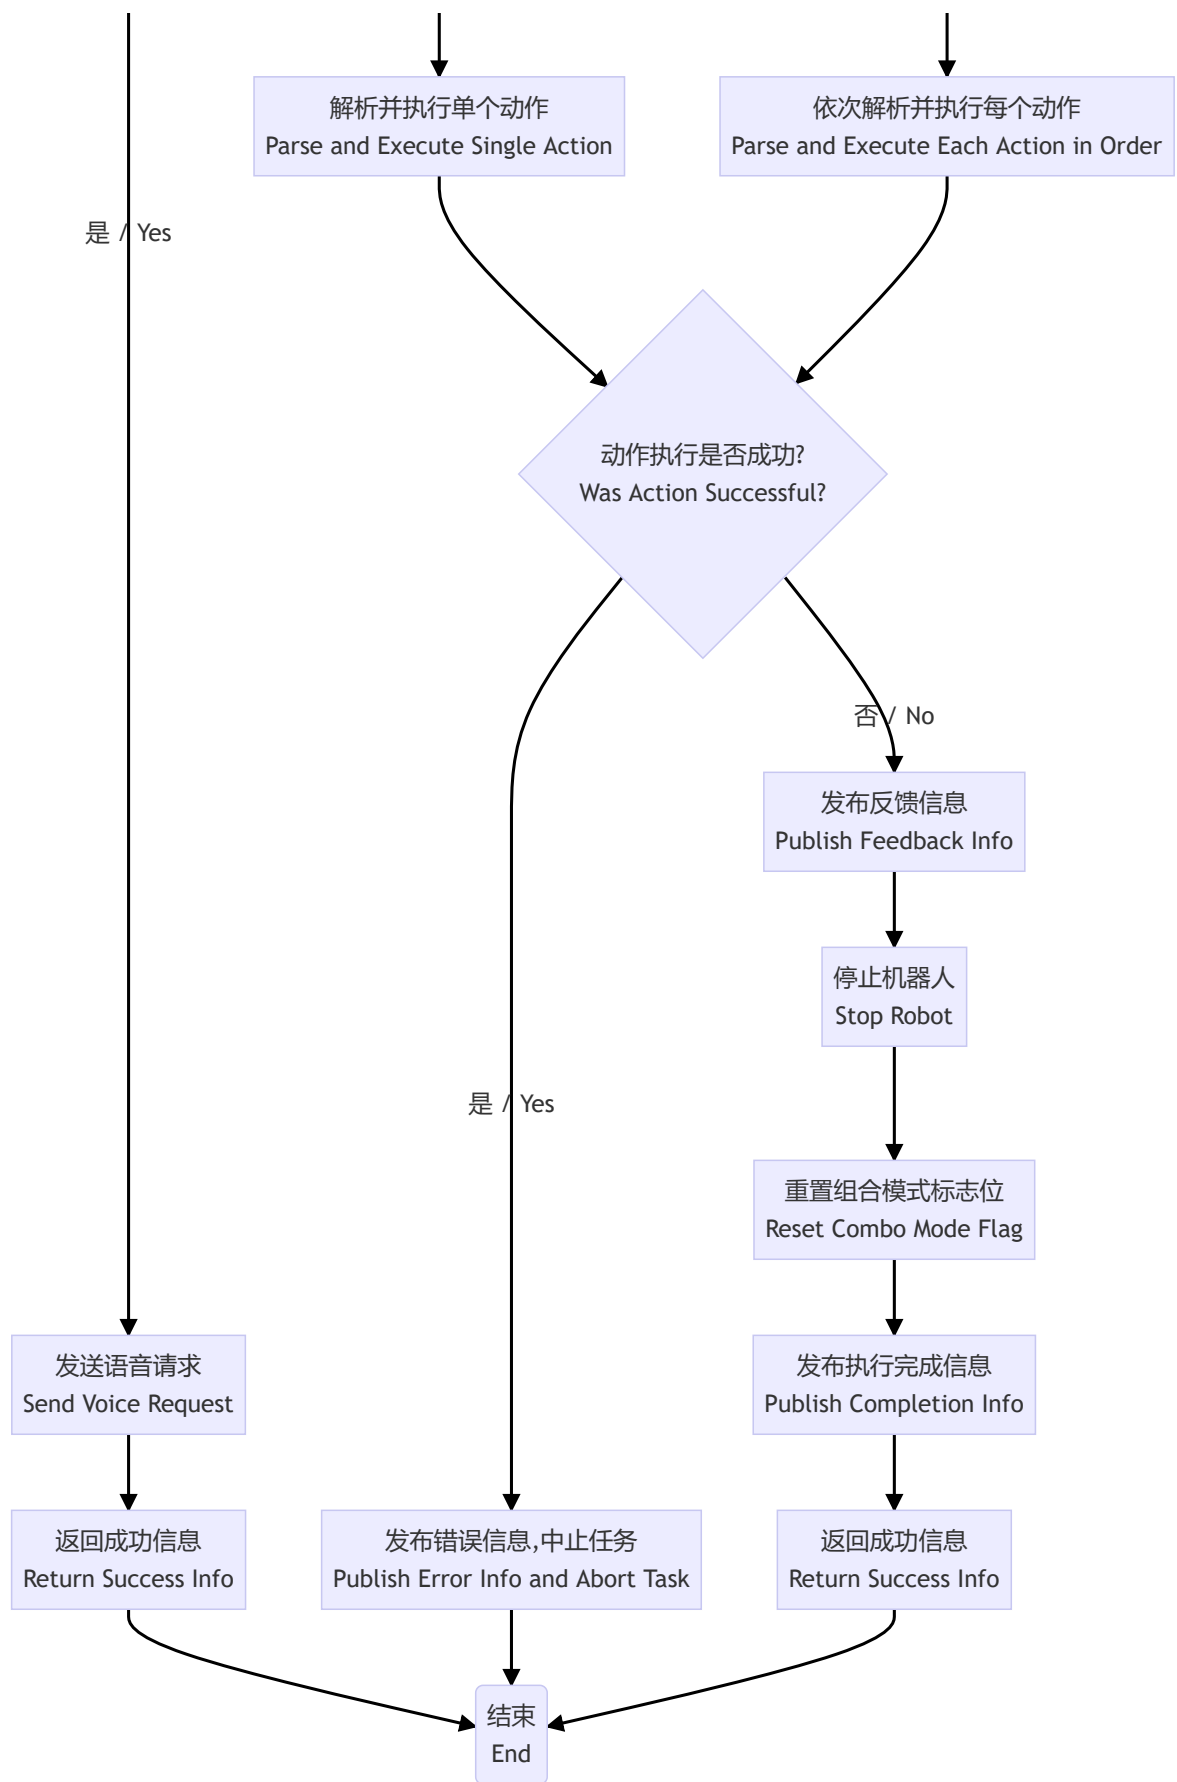 解析并执行单个动作
Parse and Execute Single Action
依次解析并执行每个动作
Parse and Execute Each Action in Order
是 / Yes
动作执行是否成功?
Was Action Successful?
否 / No
发布反馈信息
Publish Feedback Info
停止机器人
Stop Robot
是 / Yes
重置组合模式标志位
Reset Combo Mode Flag
发送语音请求
Send Voice Request
发布执行完成信息
Publish Completion Info
返回成功信息
Return Success Info
发布错误信息,中止任务
Publish Error Info and Abort Task
返回成功信息
Return Success Info
结束
End